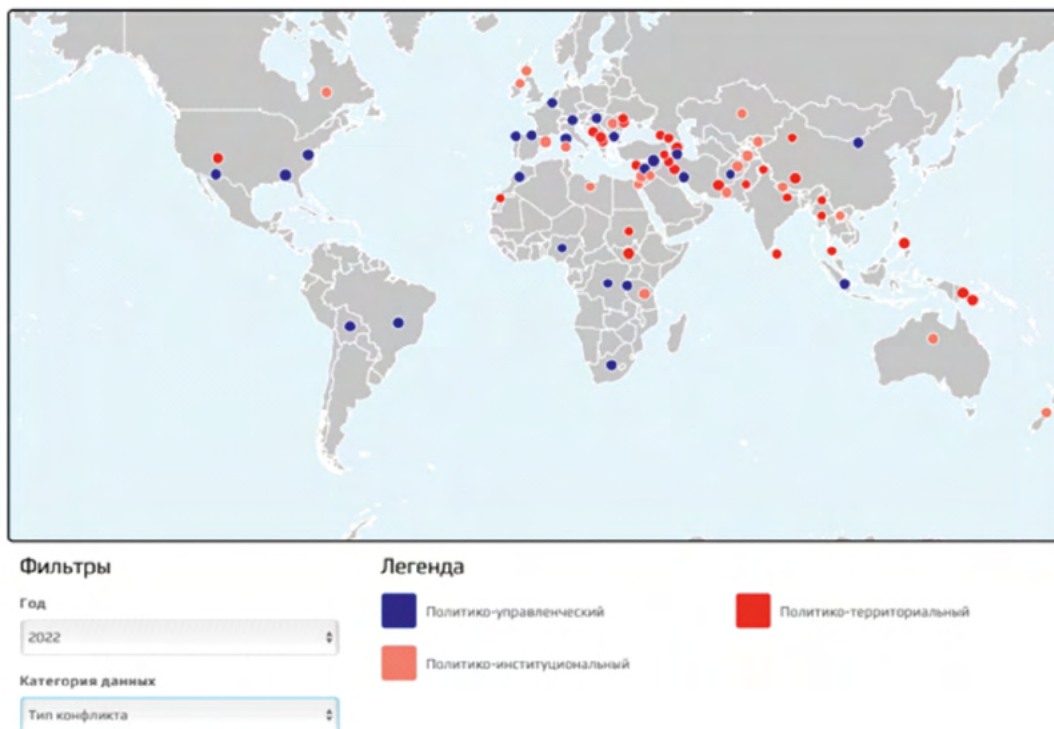 Фильтры
Год
2022
Категория данных
Тип конфликта
Легенда
Политико-управленческий
Политико-территориальный
Политико-институциональный